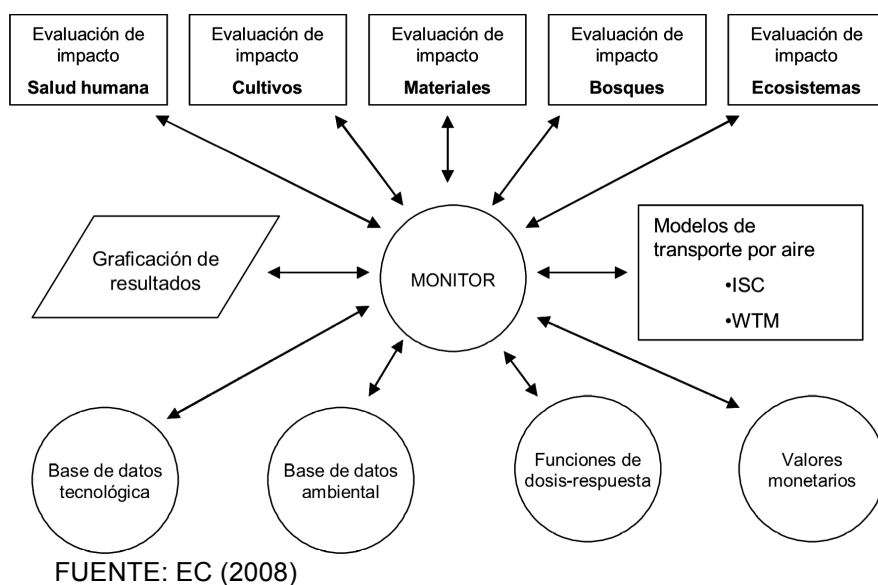 Evaluación de
impacto
Salud humana
Evaluación de
impacto
Cultivos
Evaluación de
impacto
Materiales
Evaluación de
impacto
Bosques
Evaluación de
impacto
Ecosistemas
Graficación de
resultados
MONITOR
Modelos de
transporte por aire
•ISC
•WTM
Base de datos
tecnológica
Base de datos
ambiental
Funciones de
dosis-respuesta
Valores
monetarios
FUENTE: EC (2008)